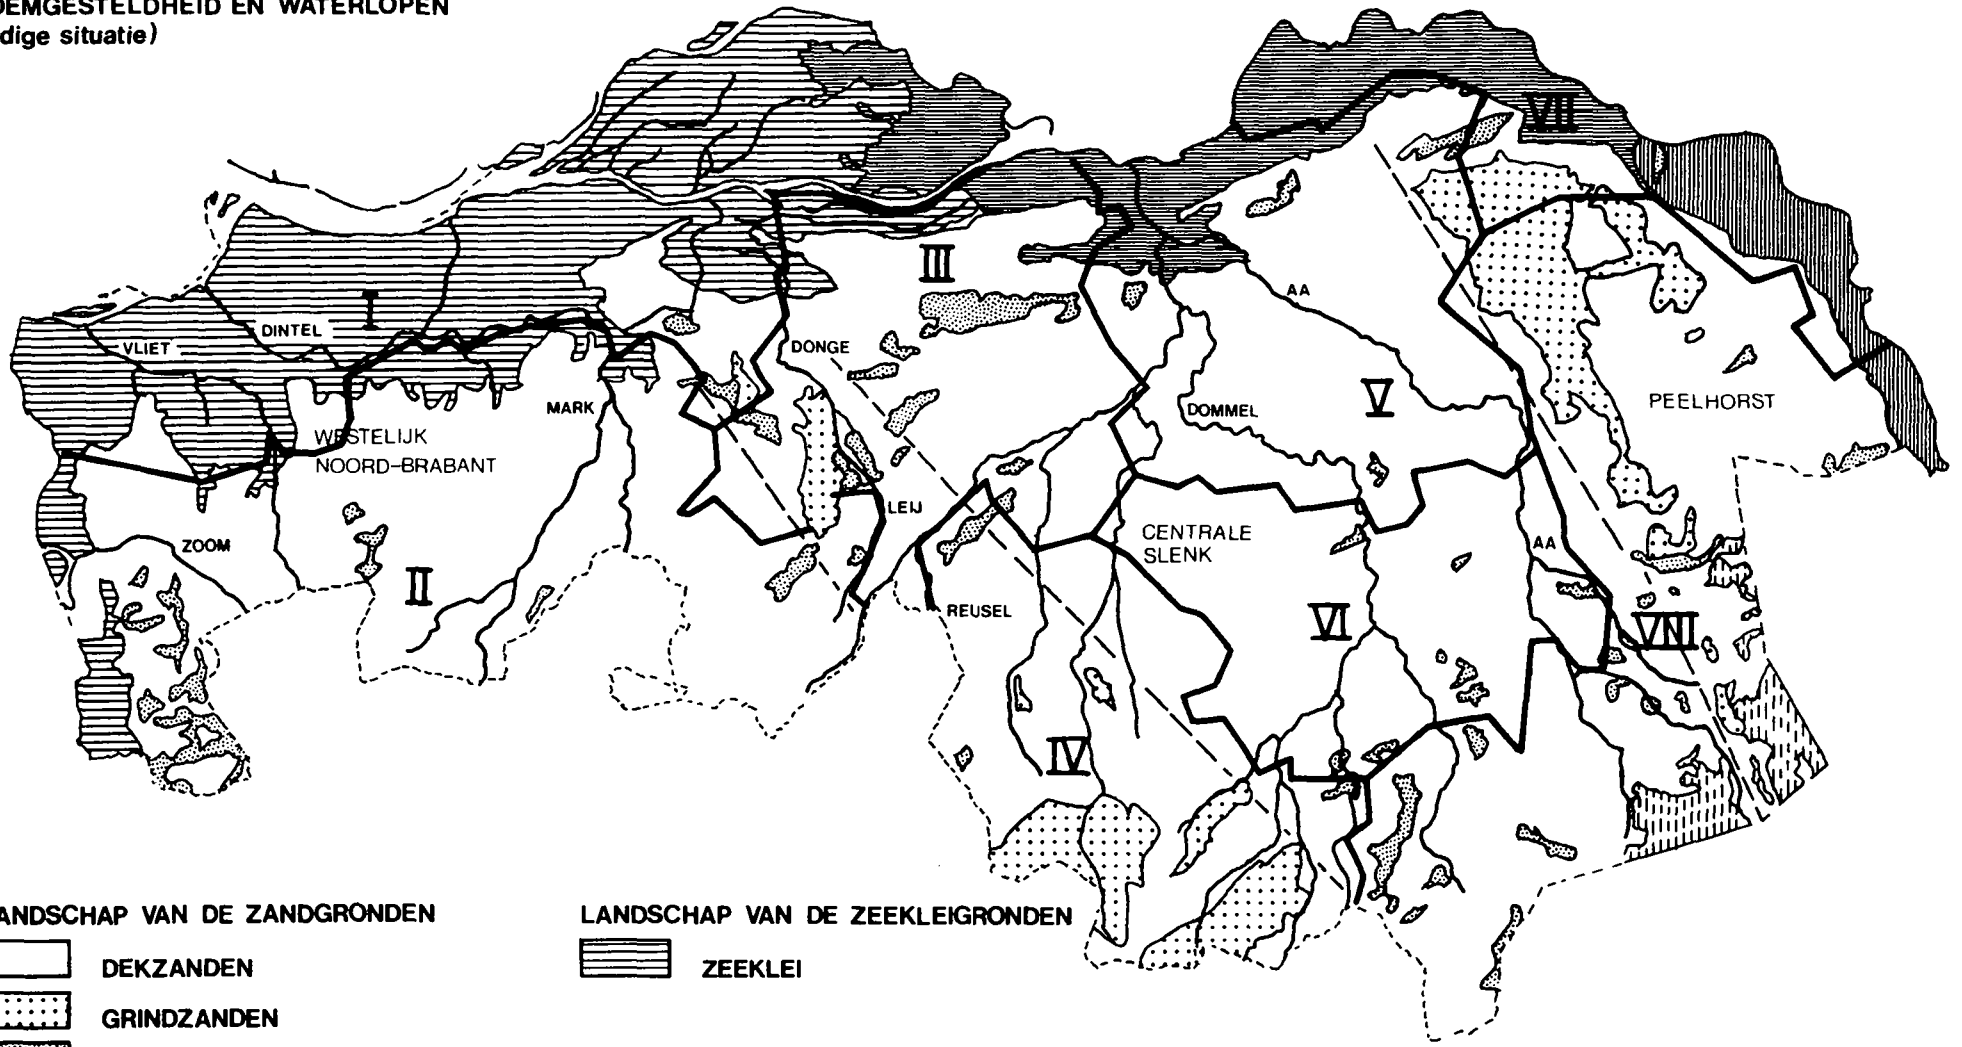 DEMGESTELDHEID EN WATERLOPEN
dige situatie)
VII
III
I
AA
DINTEL
VLIET
DONGE
V
PEELHORST
MARK
DOMMEL
WESTELIJK
NOORD-BRABANT
LEIJ
CENTRALE
SLENK
ZOOM
AA
II
REUSEL
VI
VIII
IV
ANDSCHAP VAN DE ZANDGRONDEN
LANDSCHAP VAN DE ZEEKLEIGRONDEN
DEKZANDEN
ZEEKLEI
GRINDZANDEN